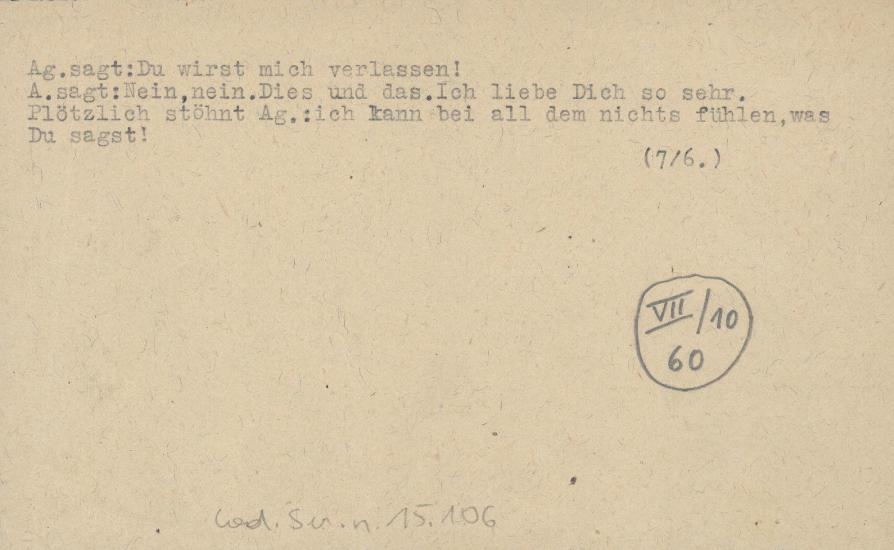 Ag.sagt:Du wirst mich verlassen!
A.sagt:Nein,nein.Dies und das.Ich liebe Dich so sehr.
Plötzlich stöhnt Ag.:ich kann bei all dem nichts fühlen,was
Du sagst!
(7/6.)
VII/10
60
Cod. Ser. n. 15.106